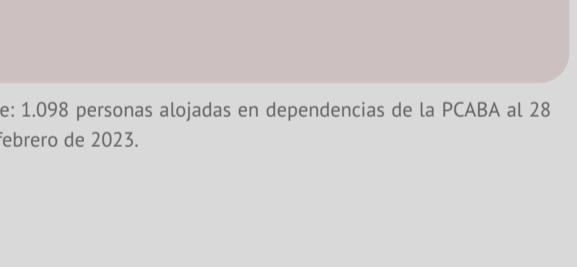 e: 1.098 personas alojadas en dependencias de la PCABA al 28
febrero de 2023.